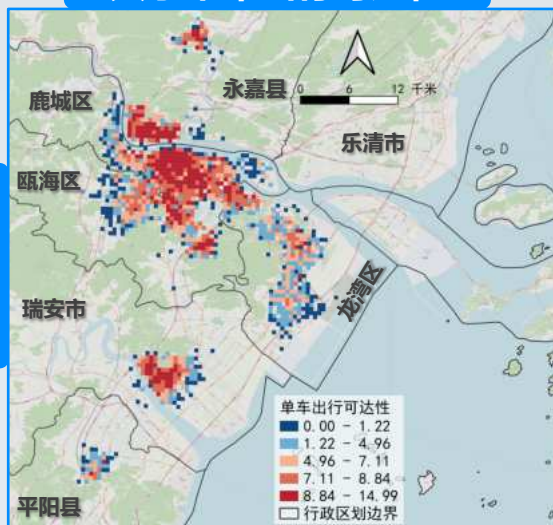 永嘉县
鹿城区
0 6 12 千米
乐清市
瓯海区
龙湾区
瑞安市
单车出行可达性
0.00 - 1.22
1.22 - 4.96
4.96 - 7.11
7.11 - 8.84
8.84 - 14.99
行政区划边界
平阳县